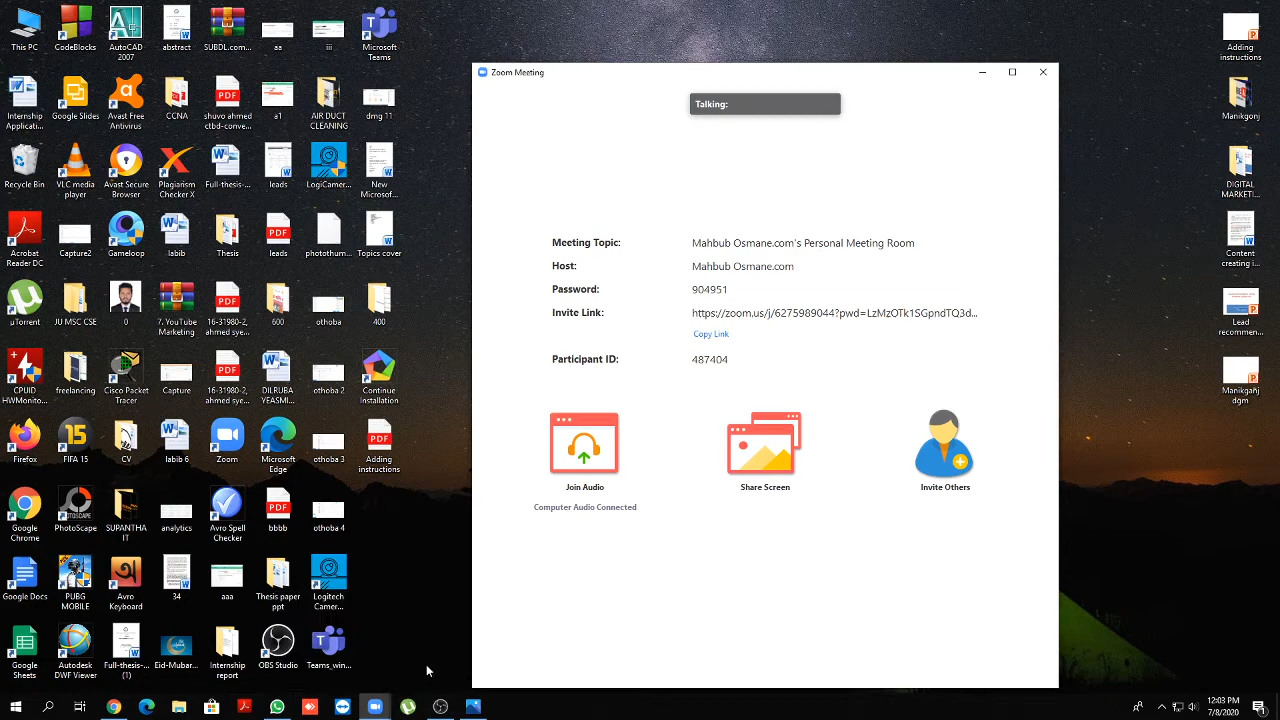 This PC
CodeBlocks
AutoCAD
2007
abstract
SUBDL.com...
aa
iii
Microsoft
Teams
Internship
Application
Google Slides
Avast Free
Antivirus
CCNA
shuvo ahmed
ctbd-conve...
a1
AIR DUCT
CLEANING
dmg 11
Recycle Bin
VLC media
player
Avast Secure
Browser
Plagiarism
Checker X
Full-thesis-...
leads
LogiCamer...
New
Microsof...
Acrobat
Reader DC
Capture2
Gameloop
labib
Thesis
leads
photothum...
Topics cover
JU MSC CSE
7. YouTube
Marketing
16-31980-2,
ahmed sye...
600
othoba
400
CPUID
HWMonito...
freelancing
Cisco Packet
Tracer
Capture
16-31980-2,
ahmed sye...
DILRUBA
YEASMI...
othoba 2
Continue
Installation
Firefox
FIFA 15
CV
labib 6
Zoom
Microsoft
Edge
othoba 3
Adding
instructions
Google
Chrome
PhotoScape
SUPANTHA
IT
analytics
Avro Spell
Checker
bbbb
othoba 4
Google Docs
PUBG
MOBILE
Avro
Keyboard
34
aaa
Thesis paper
ppt
Logitech
Camer...
Google
Sheets
Autodesk
DWF Viewer
Full-thesis-...
(1)
Eid-Mubar...
Internship
report
OBS Studio
Teams_win...
Zoom Meeting
Talking:
Meeting Topic: Mahbub Osmane.com's Personal Meeting Room
Host: Mahbub Osmane.com
Password: 904951
Invite Link: https://zoom.us/j/6275989044?pwd=LzMzOTk1SGpndTQ3d...
Copy Link
Participant ID: 487404
Join Audio
Share Screen
Invite Others
Computer Audio Connected
Adding
instructions
Manikgonj
DIGITAL
MARKETI...
Content
creating i...
Lead
recommen...
Manikganj
dgm
12:03 PM
7/8/2020